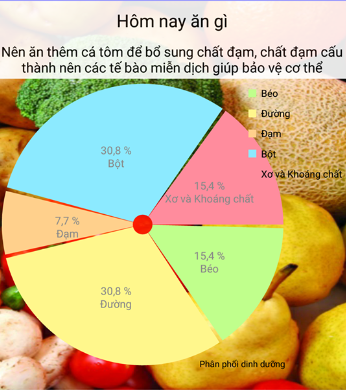 Hôm nay ăn gì
Nên ăn thêm cá tôm để bổ sung chất đạm, chất đạm cấu
thành nên các tế bào miễn dịch giúp bảo vệ cơ thể
Béo
Đường
Đạm
Bột
Xơ và Khoáng chất
30,8 %
Bột
15,4 %
Xơ và Khoáng chất
7,7 %
Đạm
15,4 %
Béo
30,8 %
Đường
Phân phối dinh dưỡng